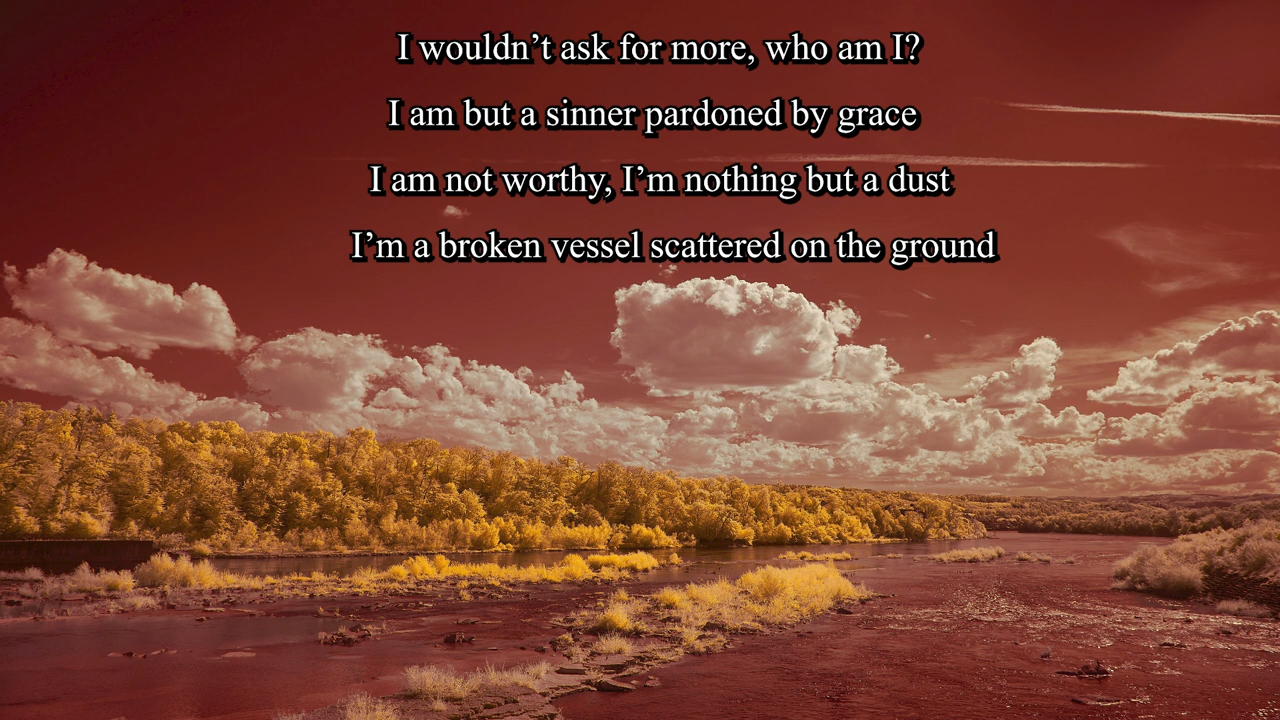 I wouldn’t ask for more, who am I?
I am but a sinner pardoned by grace
I am not worthy, I’m nothing but a dust
I’m a broken vessel scattered on the ground